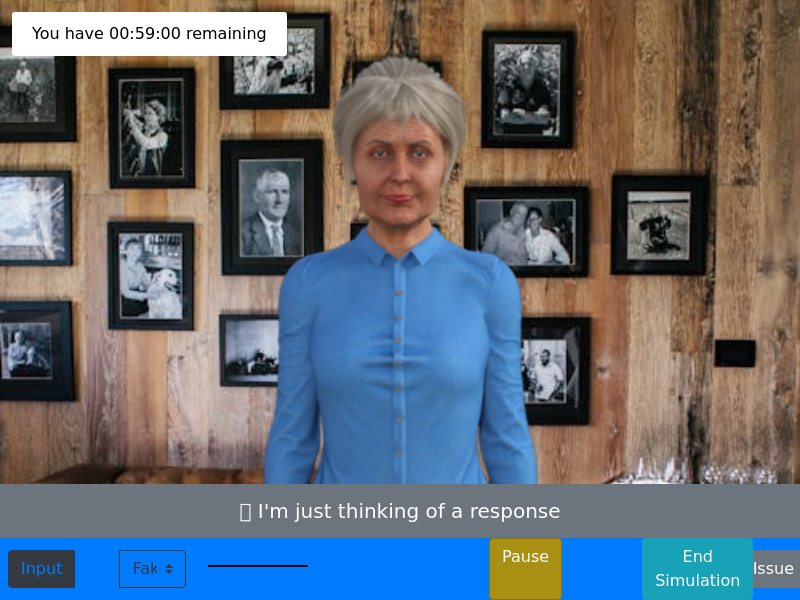 You have 00:59:00 remaining
I'm just thinking of a response
Input
Fak
Pause
End
Simulation
Issue